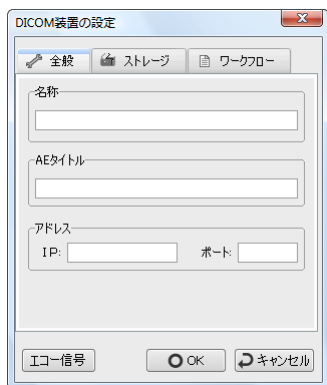 DICOM装置の設定
全般 ストレージ ワークフロー
名称
AEタイトル
アドレス
IP: ポート:
エコー信号 OK キャンセル